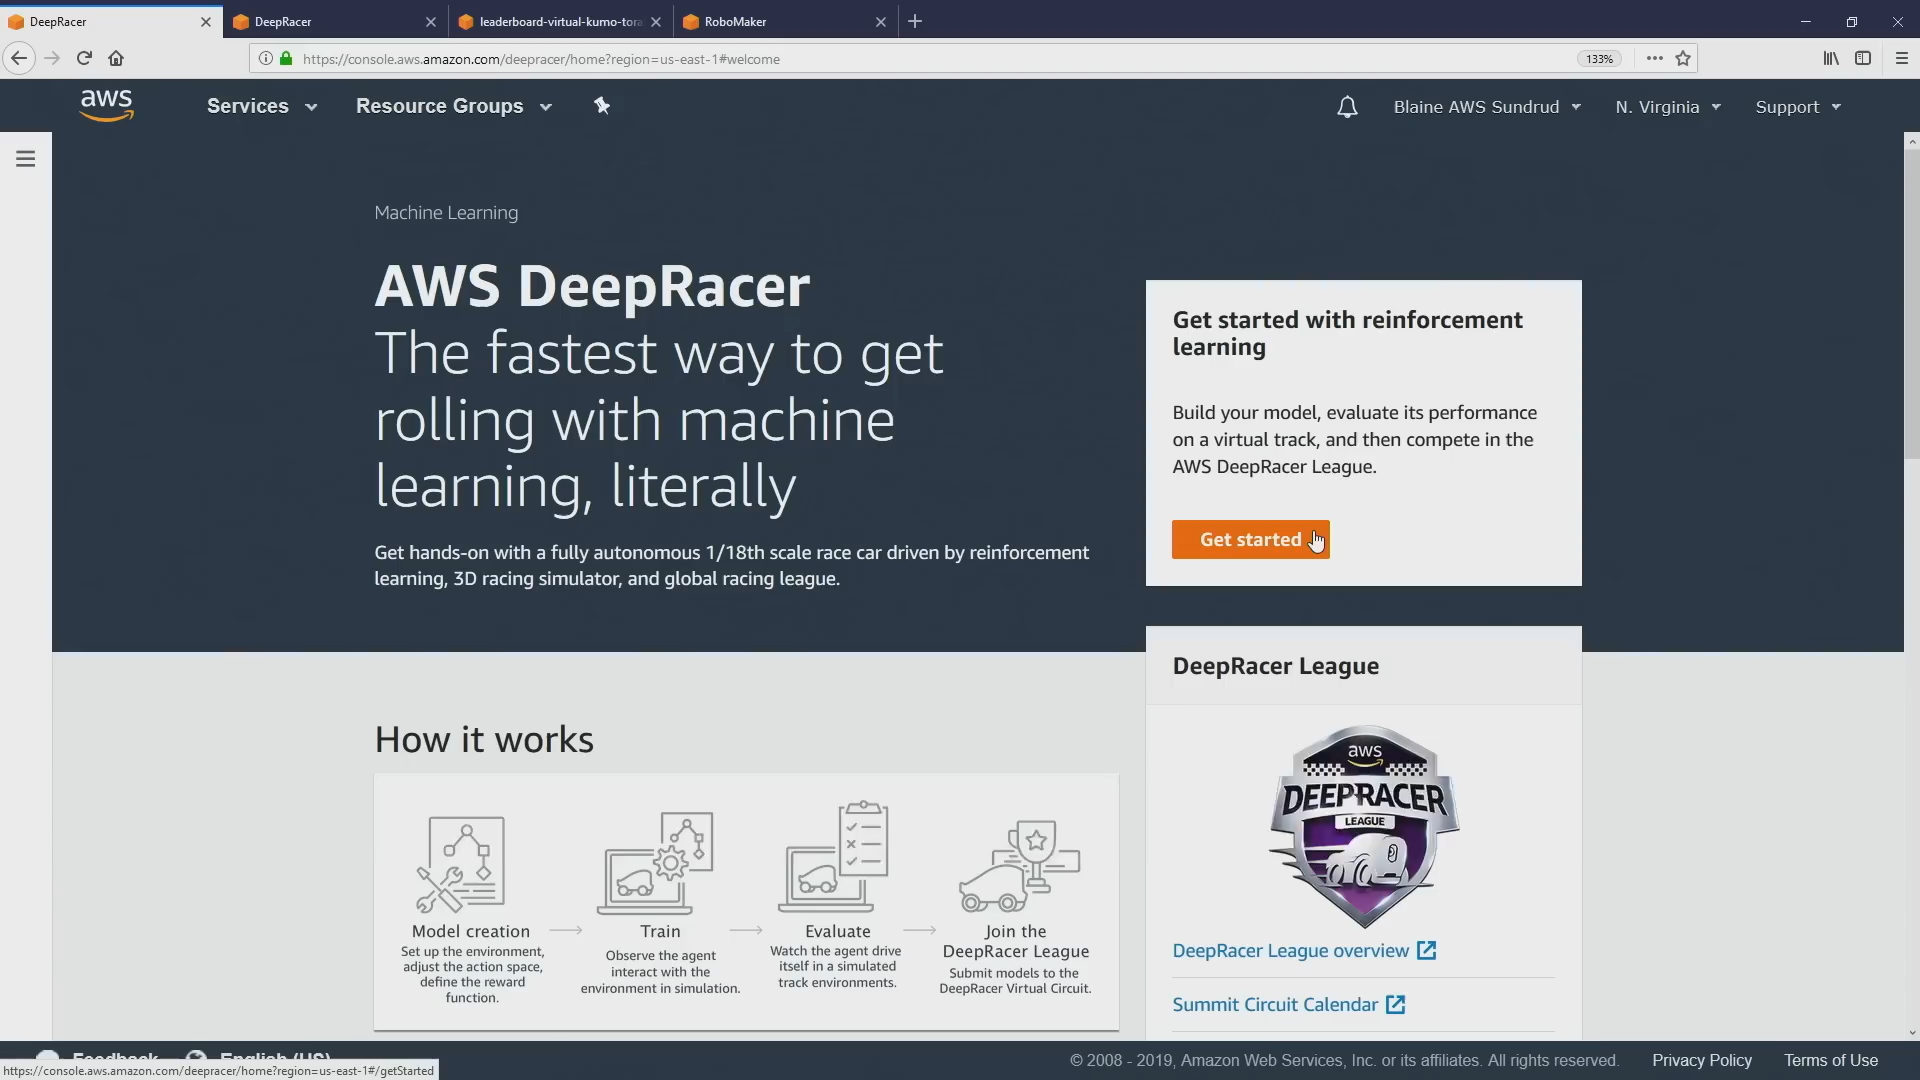 DeepRacer
DeepRacer
leaderboard-virtual-kumo-tora
RoboMaker
https://console.aws.amazon.com/deepracer/home?region=us-east-1#welcome
133%
aws
Services
Resource Groups
Blaine AWS Sundrud
N. Virginia
Support
Machine Learning
AWS DeepRacer
The fastest way to get
rolling with machine
learning, literally
Get hands-on with a fully autonomous 1/18th scale race car driven by reinforcement
learning, 3D racing simulator, and global racing league.
Get started with reinforcement
learning
Build your model, evaluate its performance
on a virtual track, and then compete in the
AWS DeepRacer League.
Get started
DeepRacer League
aws
DEEPRACER
LEAGUE
DeepRacer League overview
Summit Circuit Calendar
How it works
Model creation
Set up the environment,
adjust the action space,
define the reward
function.
Train
Observe the agent
interact with the
environment in simulation.
Evaluate
Watch the agent drive
itself in a simulated
track environments.
Join the
DeepRacer League
Submit models to the
DeepRacer Virtual Circuit.
Feedback
English (US)
https://console.aws.amazon.com/deepracer/home?region=us-east-1#/getStarted
© 2008 - 2019, Amazon Web Services, Inc. or its affiliates. All rights reserved.
Privacy Policy
Terms of Use